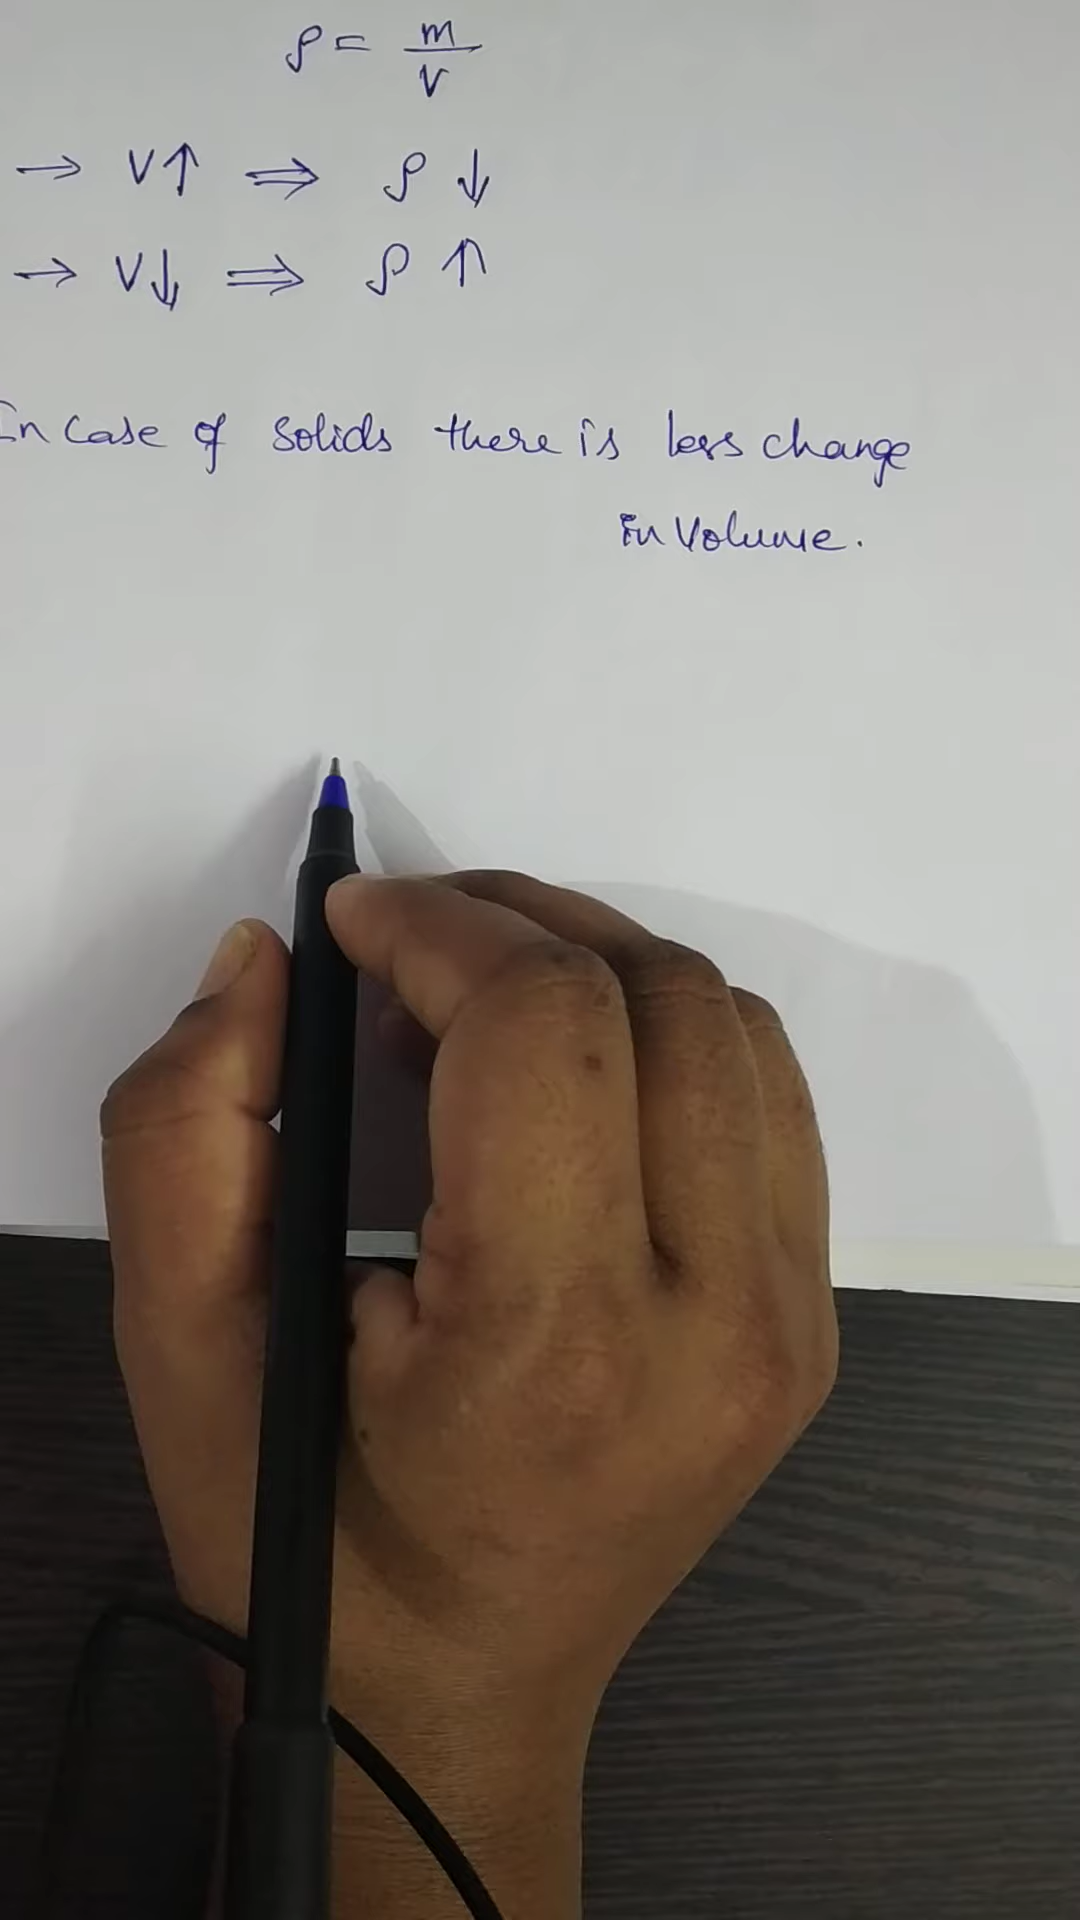 ρ = m/v
→ V↑ ⇒ ρ ↓
→ V↓ ⇒ ρ ↑
In Case of Solids there is less change
in Volume.